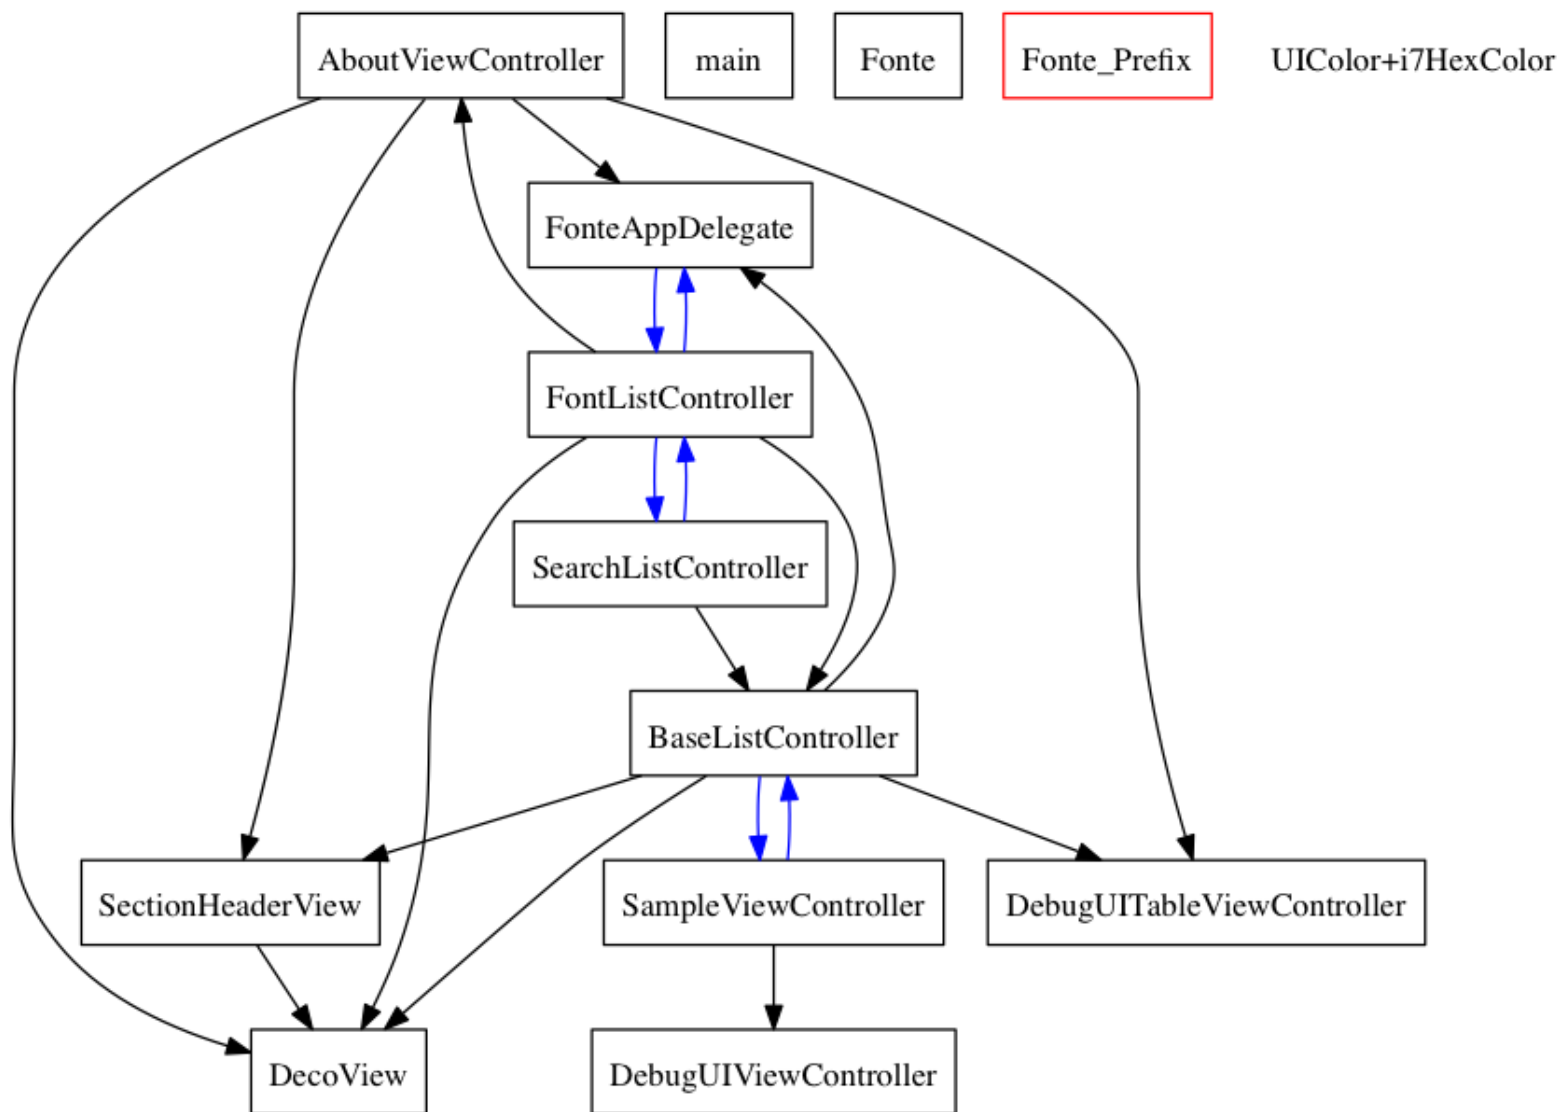 AboutViewController
main
Fonte
Fonte_Prefix
UIColor+i7HexColor
FonteAppDelegate
FontListController
SearchListController
BaseListController
SectionHeaderView
SampleViewController
DebugUITableViewController
DecoView
DebugUIViewController